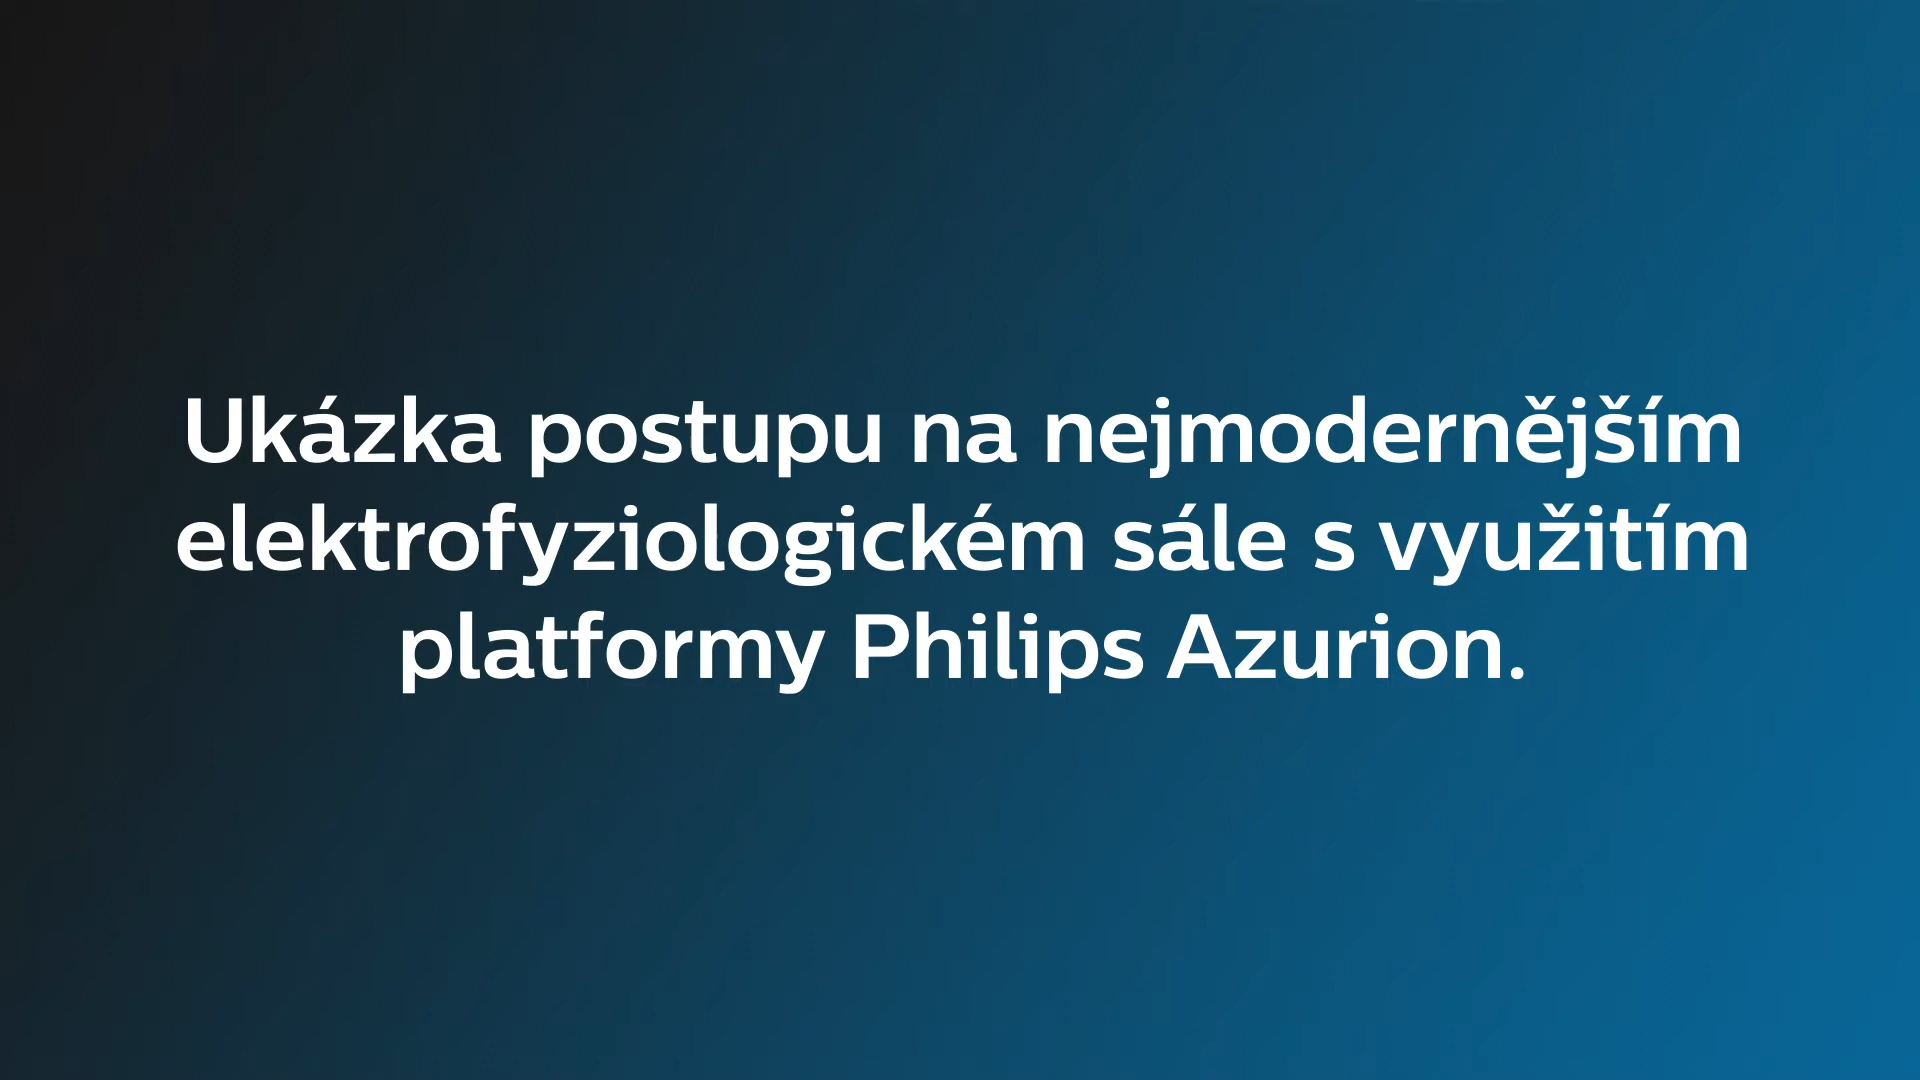 Ukázka postupu na nejmodernějším
elektrofyziologickém sále s využitím
platformy Philips Azurion.